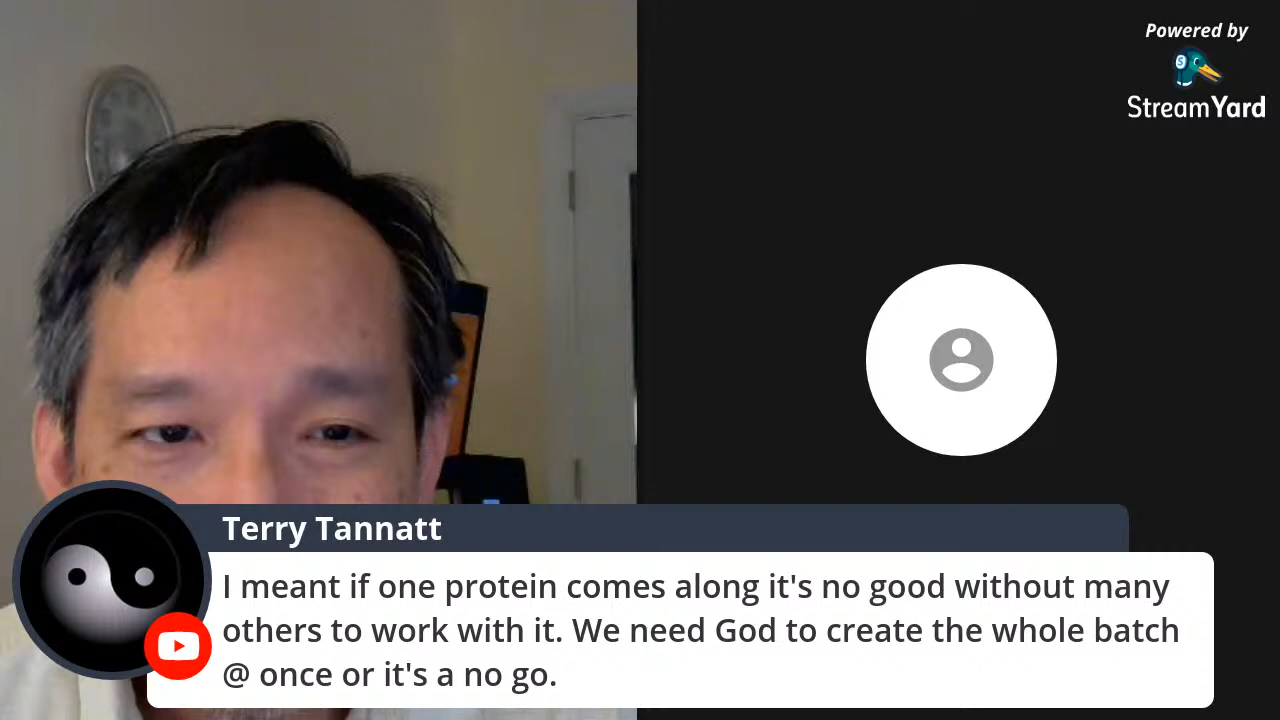 Powered by
StreamYard
Terry Tannatt
I meant if one protein comes along it's no good without many
others to work with it. We need God to create the whole batch
@ once or it's a no go.